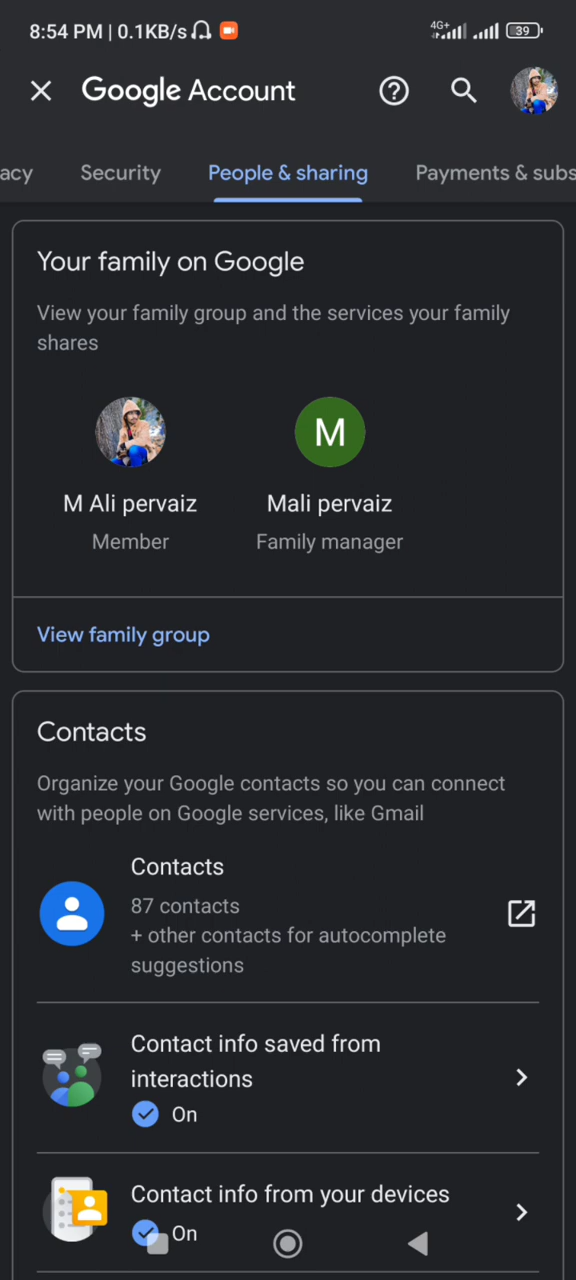 8:54 PM | 0.1KB/s 4G+ 39
Google Account
acy Security People & sharing Payments & subs
Your family on Google
View your family group and the services your family
shares
M
M Ali pervaiz Mali pervaiz
Member Family manager
View family group
Contacts
Organize your Google contacts so you can connect
with people on Google services, like Gmail
Contacts
87 contacts
+ other contacts for autocomplete
suggestions
Contact info saved from
interactions
On
Contact info from your devices
On